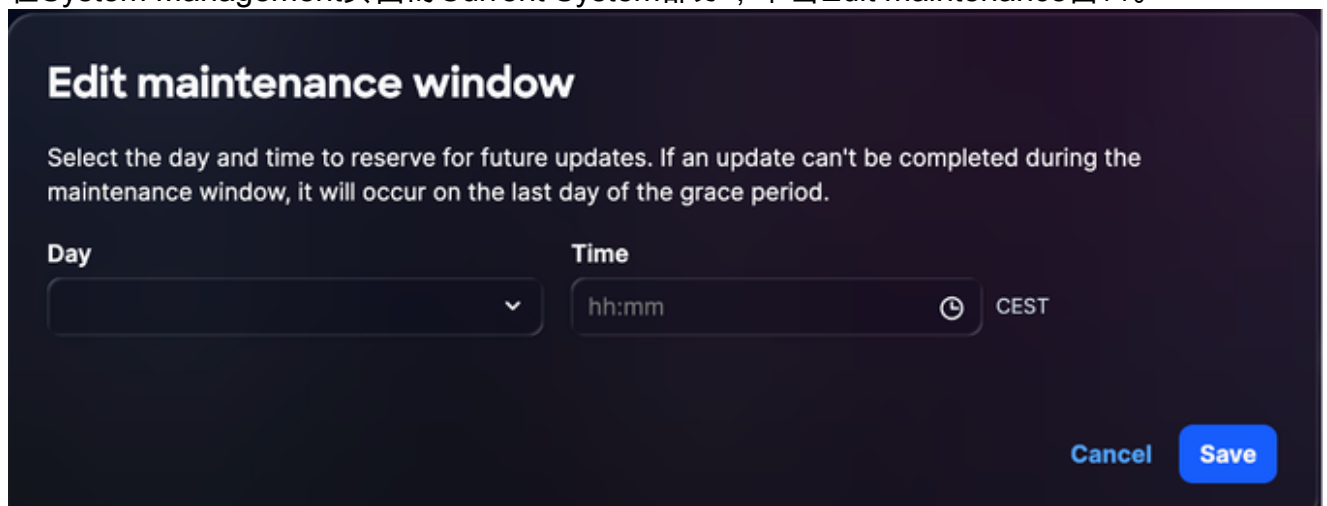 Edit maintenance window
Select the day and time to reserve for future updates. If an update can't be completed during the
maintenance window, it will occur on the last day of the grace period.
Day
Time
hh:mm
CEST
Cancel
Save